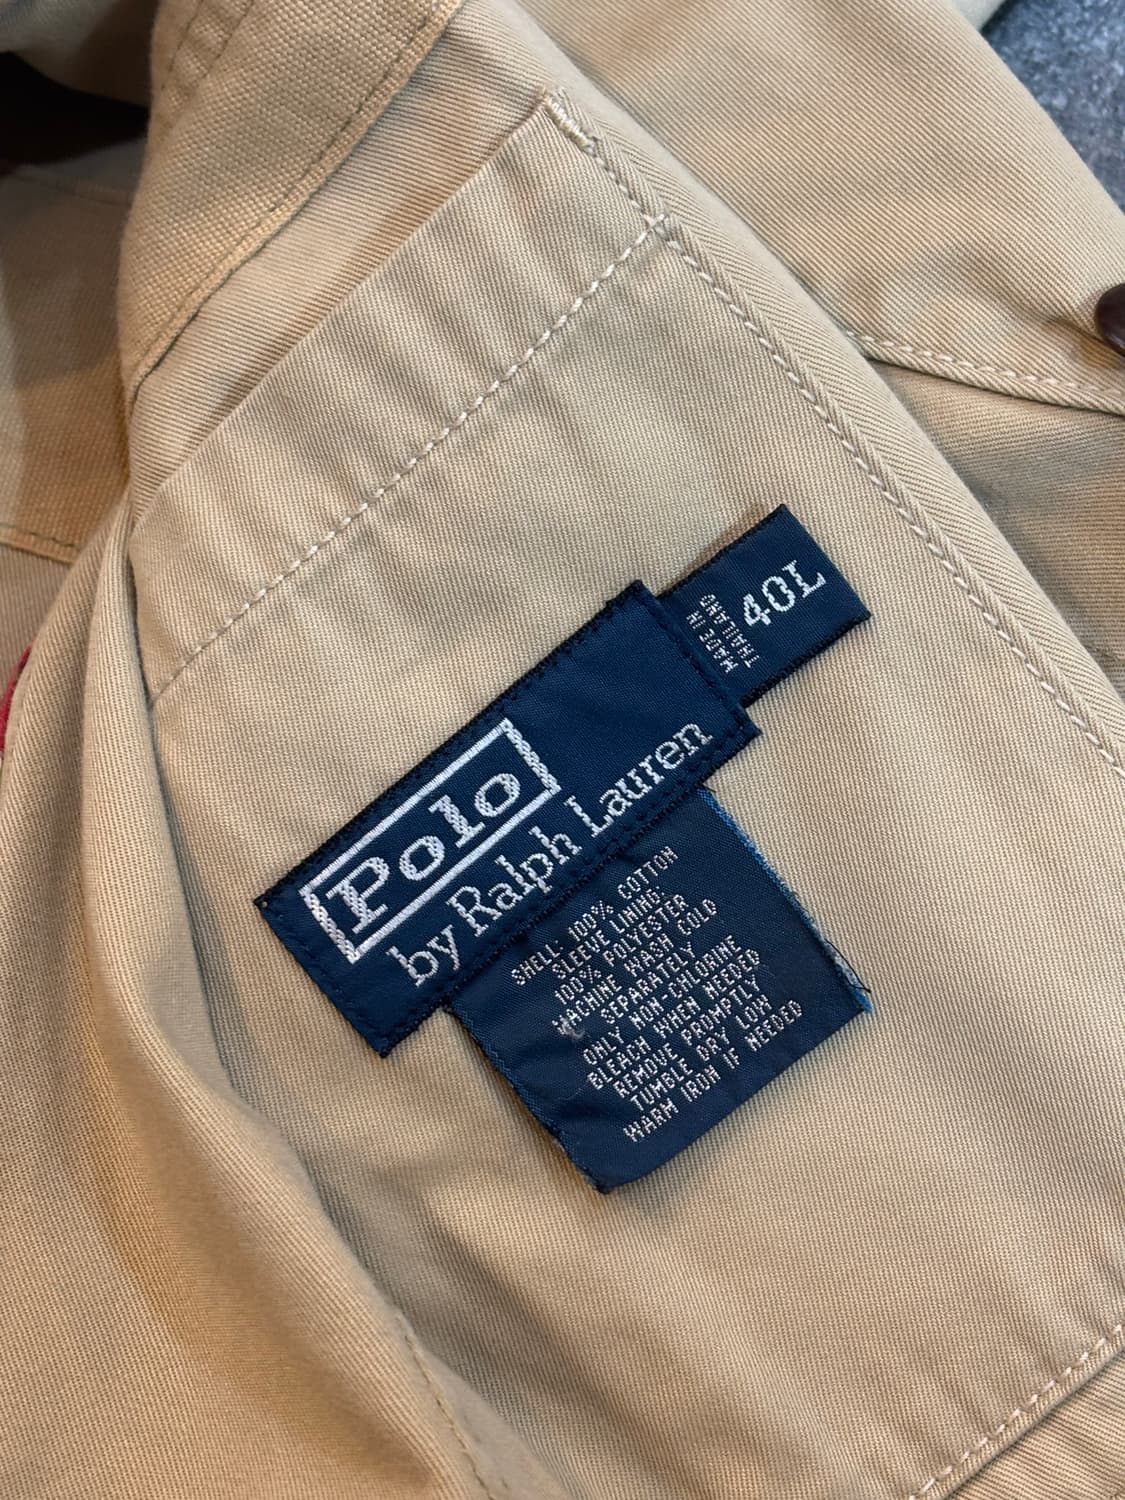 Polo
by Ralph Lauren
MADE IN
THAILAND
40L
SHELL: 100% COTTON
SLEEVE LINING:
100% POLYESTER
MACHINE WASH COLD
SEPARATELY
ONLY NON-CHLORINE
BLEACH WHEN NEEDED
REMOVE PROMPTLY
TUMBLE DRY LOW
WARM IRON IF NEEDED